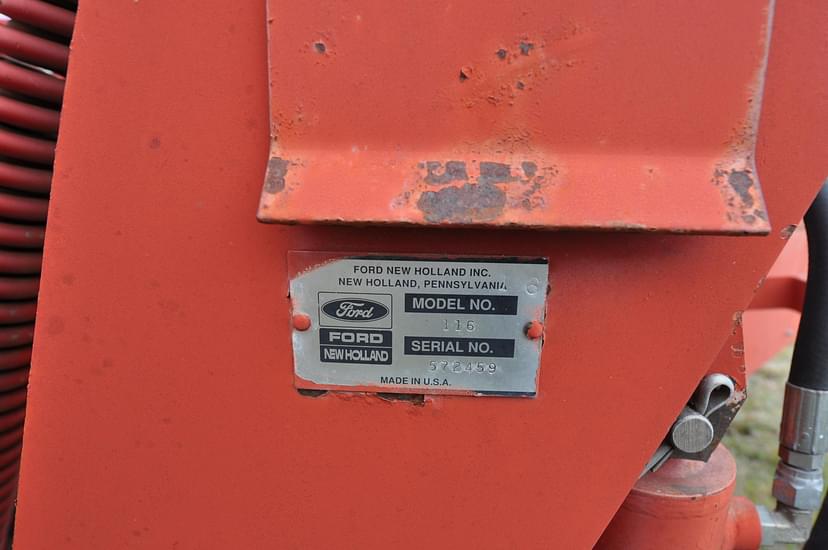 FORD NEW HOLLAND INC.
NEW HOLLAND, PENNSYLVANIA
6
Ford
FORD
NEW HOLLAND
MODEL NO.
116
SERIAL NO.
572459
MADE IN U.S.A.